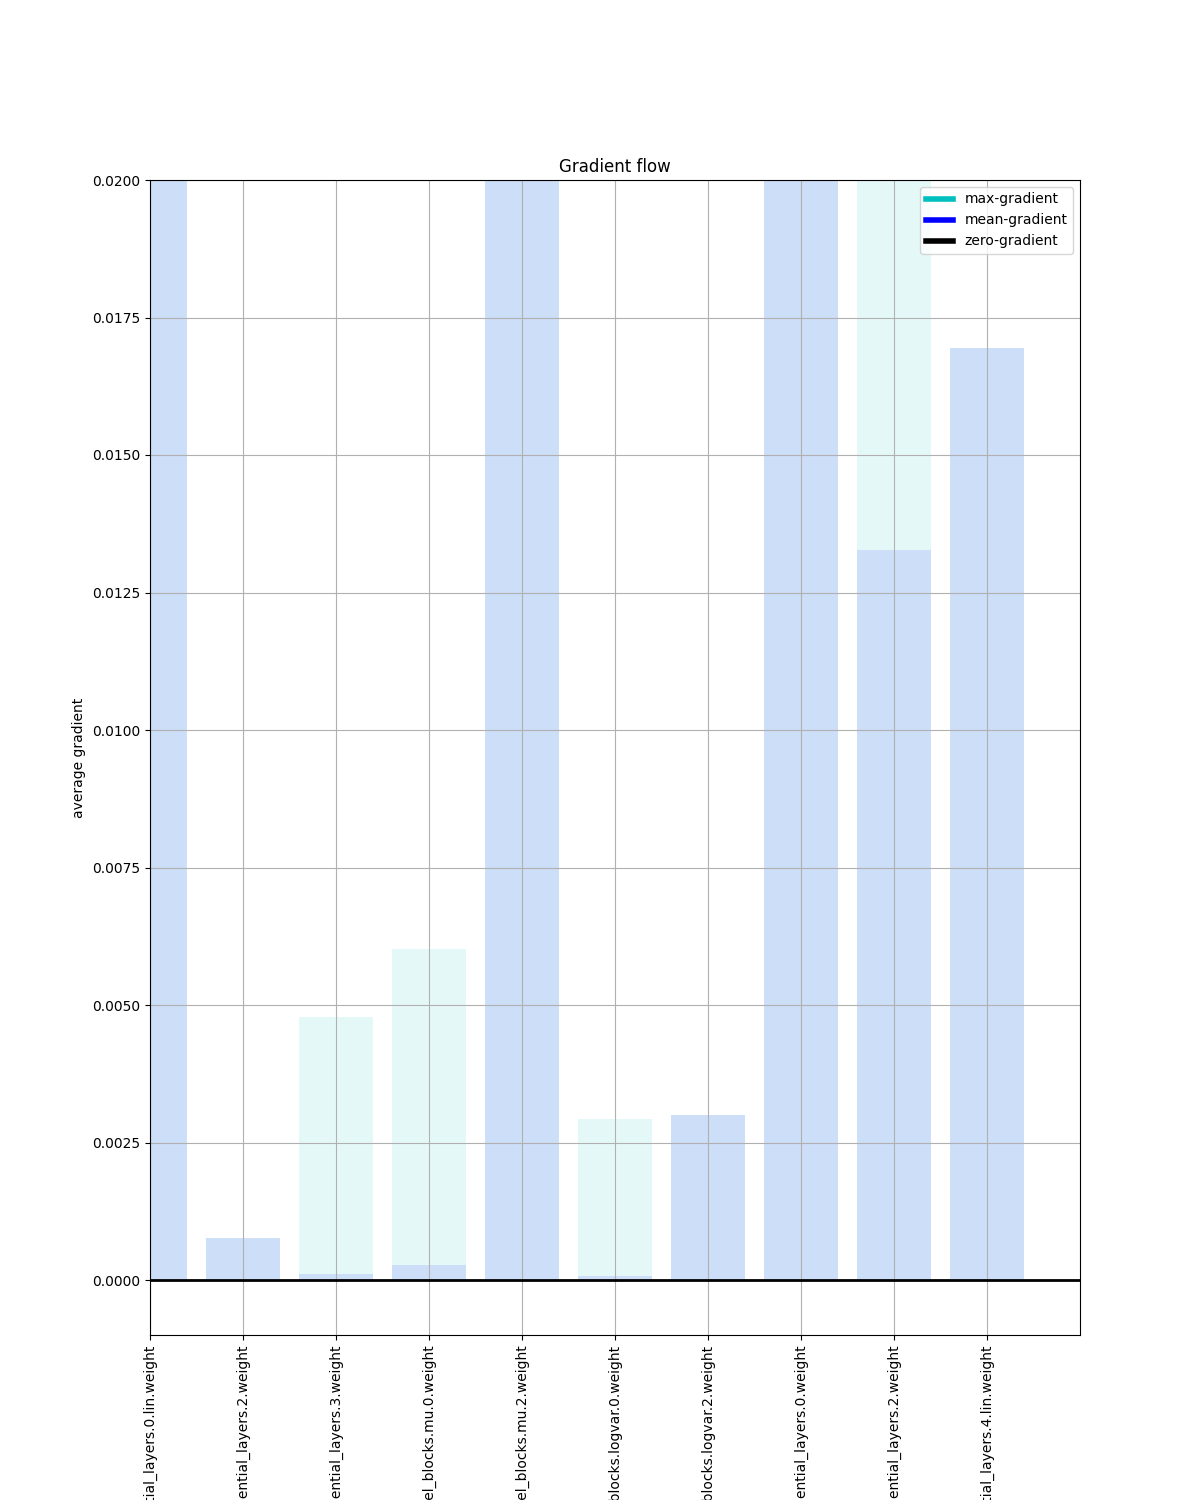 Gradient flow
max-gradient
mean-gradient
zero-gradient
0.0200
0.0175
0.0150
0.0125
0.0100
0.0075
0.0050
0.0025
0.0000
average gradient
tial_layers.0.lin.weight
ential_layers.2.weight
ential_layers.3.weight
el_blocks.mu.0.weight
el_blocks.mu.2.weight
blocks.logvar.0.weight
blocks.logvar.2.weight
ential_layers.0.weight
ential_layers.2.weight
tial_layers.4.lin.weight